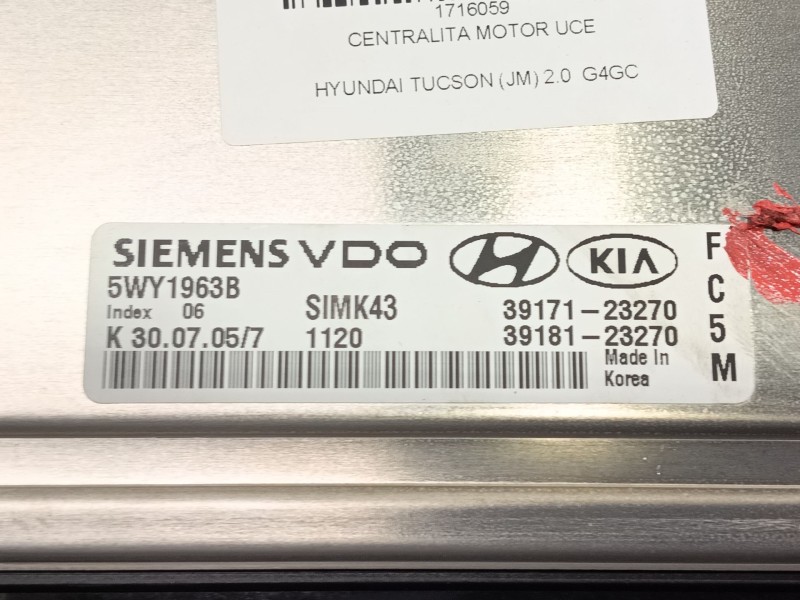 1716059
CENTRALITA MOTOR UCE
HYUNDAI TUCSON (JM) 2.0 G4GC
SIEMENS VDO KIA
5WY1963B
Index 06 SIMK43 39171-23270
K 30.07.05/7 1120 39181-23270
Made In
Korea
F
C
5
M